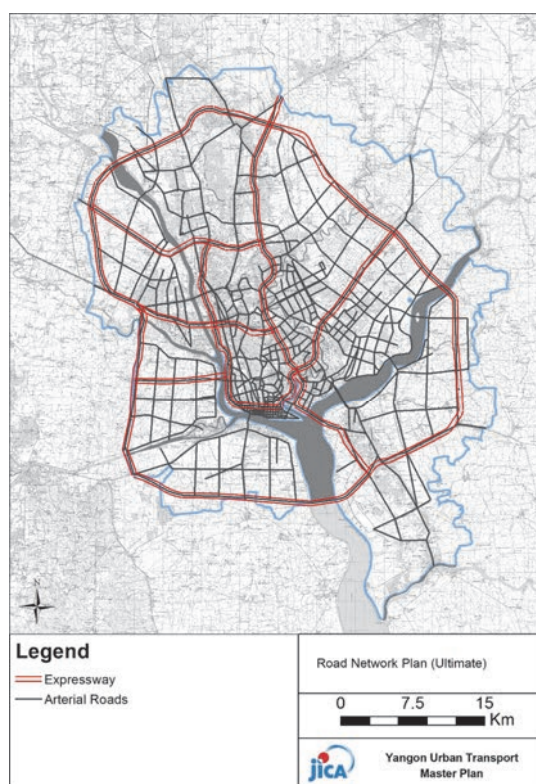 N
Legend
Expressway
Arterial Roads
Road Network Plan (Ultimate)
0 7.5 15
Km
jICA
Yangon Urban Transport
Master Plan